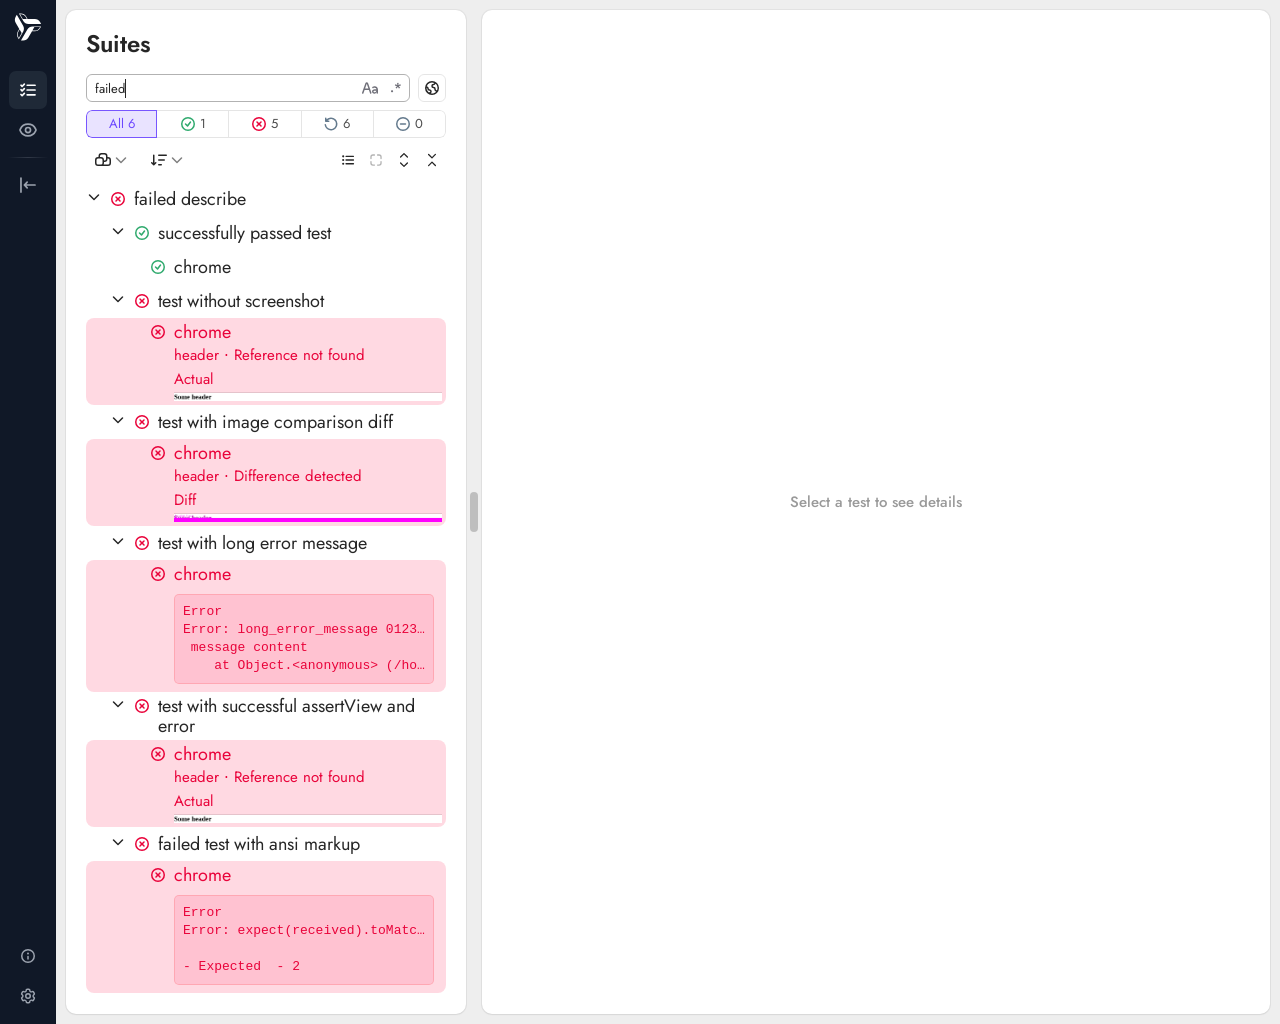 Suites
failed Aa .*
All 6 1 5 6 0
failed describe
successfully passed test
chrome
test without screenshot
chrome
header · Reference not found
Actual
Some header
test with image comparison diff
chrome
header · Difference detected
Diff
test with long error message
chrome
Error
Error: long_error_message 0123…
message content
at Object.<anonymous> (/ho…
test with successful assertView and
error
chrome
header · Reference not found
Actual
Some header
failed test with ansi markup
chrome
Error
Error: expect(received).toMatc…
- Expected  - 2
Select a test to see details